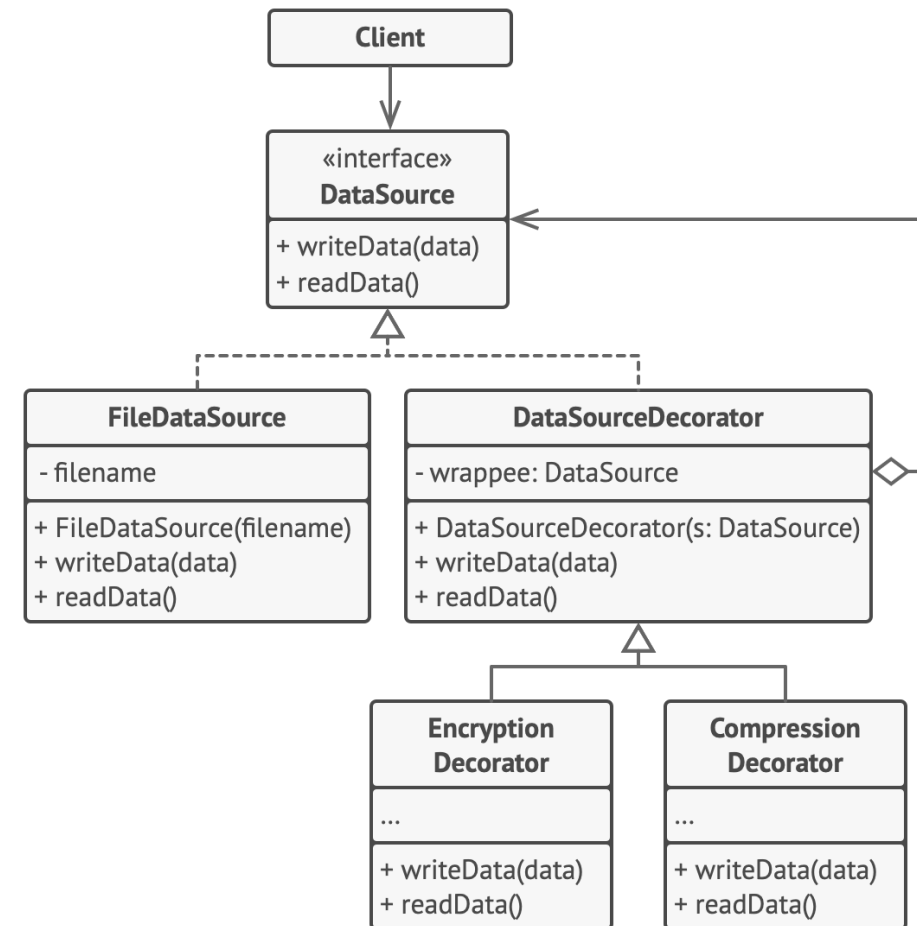 Client
«interface»
DataSource
+ writeData(data)
+ readData()
FileDataSource
- filename
+ FileDataSource(filename)
+ writeData(data)
+ readData()
DataSourceDecorator
- wrappee: DataSource
+ DataSourceDecorator(s: DataSource)
+ writeData(data)
+ readData()
Encryption
Decorator
...
+ writeData(data)
+ readData()
Compression
Decorator
...
+ writeData(data)
+ readData()